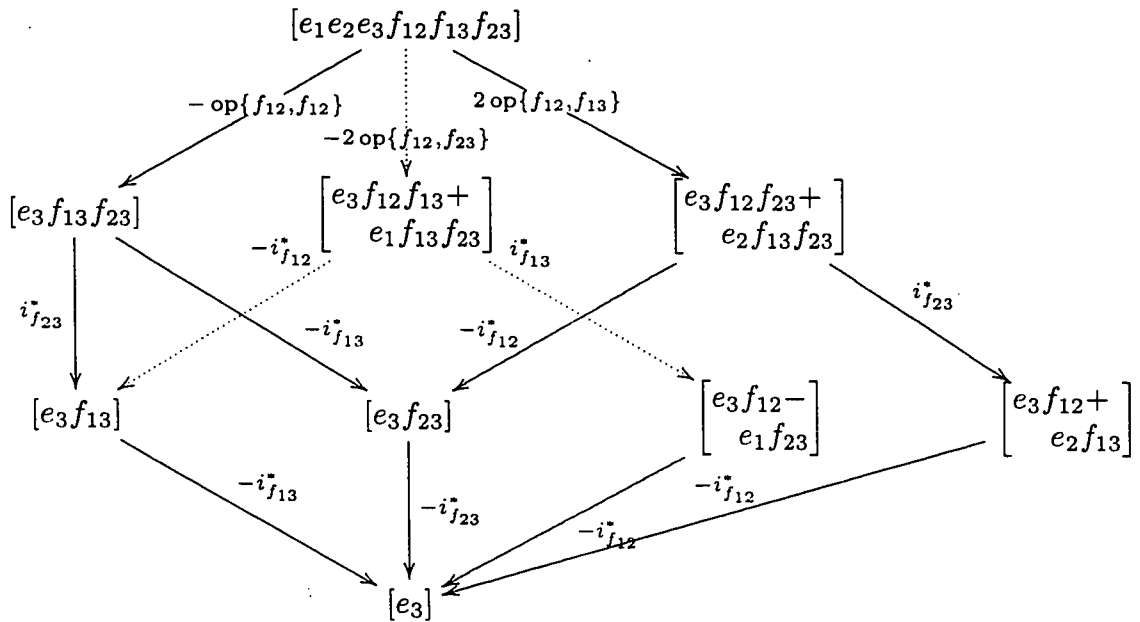 [e₁e₂e₃f₁₂f₁₃f₂₃]
− op{f₁₂,f₁₂}
2 op{f₁₂,f₁₃}
−2 op{f₁₂,f₂₃}
[e₃f₁₃f₂₃]
[e₃f₁₂f₁₃+
e₁f₁₃f₂₃]
[e₃f₁₂f₂₃+
e₂f₁₃f₂₃]
−i*_{f₁₂}
i*_{f₁₃}
i*_{f₂₃}
i*_{f₂₃}
−i*_{f₁₃}
−i*_{f₁₂}
[e₃f₁₃]
[e₃f₂₃]
[e₃f₁₂−
e₁f₂₃]
[e₃f₁₂+
e₂f₁₃]
−i*_{f₁₃}
−i*_{f₂₃}
−i*_{f₁₂}
−i*_{f₁₂}
[e₃]